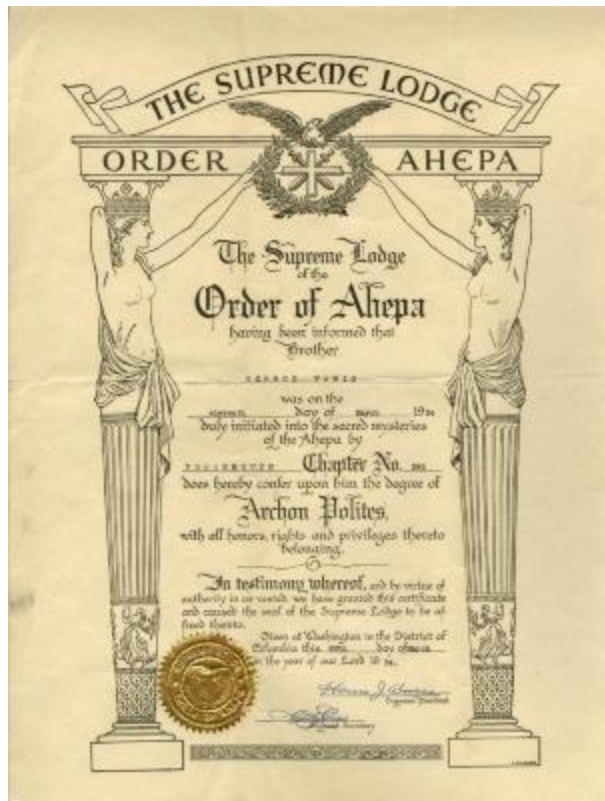 THE SUPREME LODGE
ORDER AHEPA
The Supreme Lodge
of the
Order of Ahepa
having been informed that
Brother
GEORGE
was on the
day of 19
duly initiated into the sacred mysteries
of the Ahepa by
Chapter No.
does hereby confer upon him the degree of
Archon Polites,
with all honors, rights and privileges thereto
belonging.
In testimony whereof, and by virtue of
authority in us vested, we have granted this certificate
and caused the seal of the Supreme Lodge to be af
fixed thereto.
Given at Washington in the District of
Columbia this day of
in the year of our Lord 19
Supreme President
Secretary